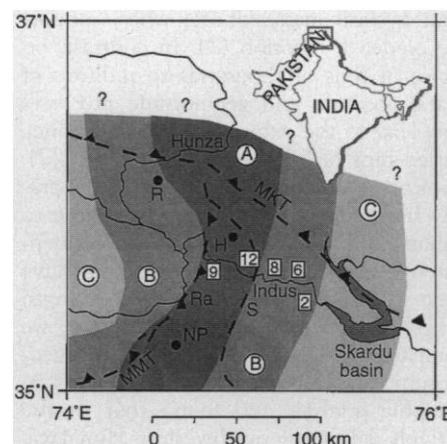 PAKISTAN
INDIA
?
?
?
?
Hunza
A
R
MKT
C
H
12
8
6
9
C
B
Ra
Indus
2
S
MMT
NP
B
Skardu
basin
35°N
74°E
76°E
0 50 100 km
37°N